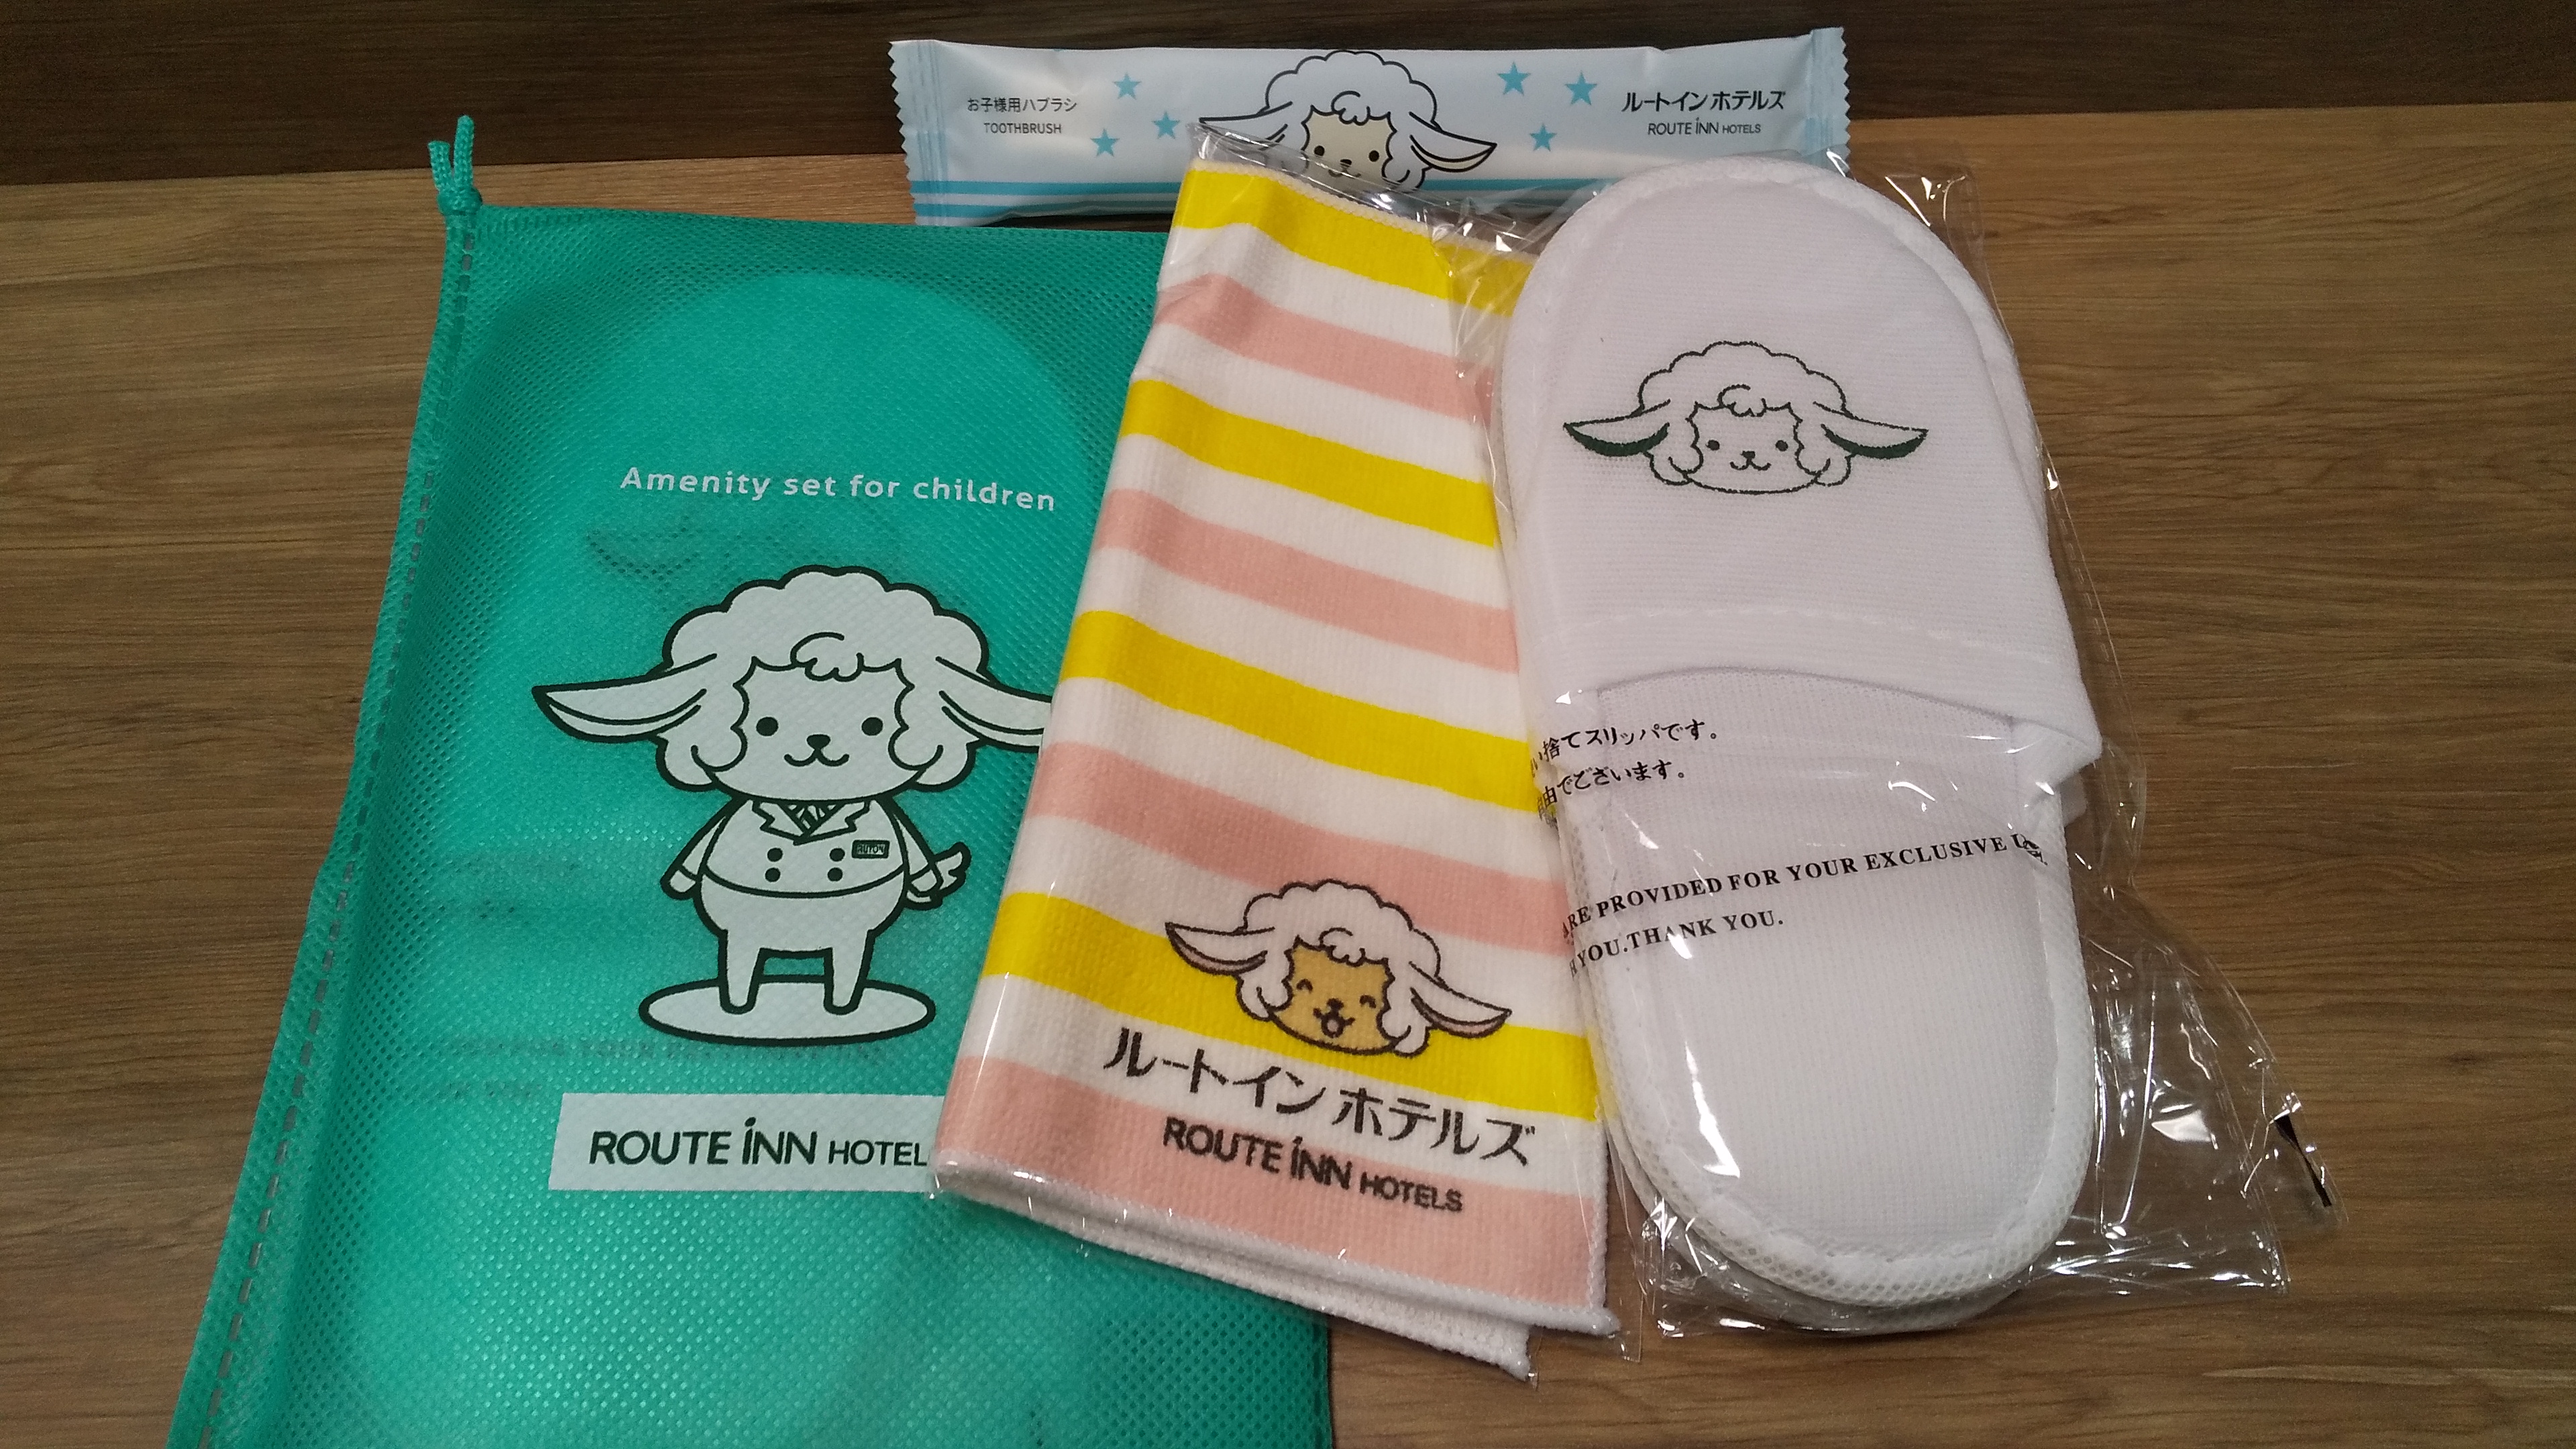 お子様用ハブラシ
TOOTHBRUSH
ルートイン ホテルズ
ROUTE INN HOTELS
Amenity set for children
ROUTE INN HOTEL
ルートイン ホテルズ
ROUTE INN HOTELS
い捨てスリッパです。
由でございます。
ARE PROVIDED FOR YOUR EXCLUSIVE
YOU.THANK YOU.